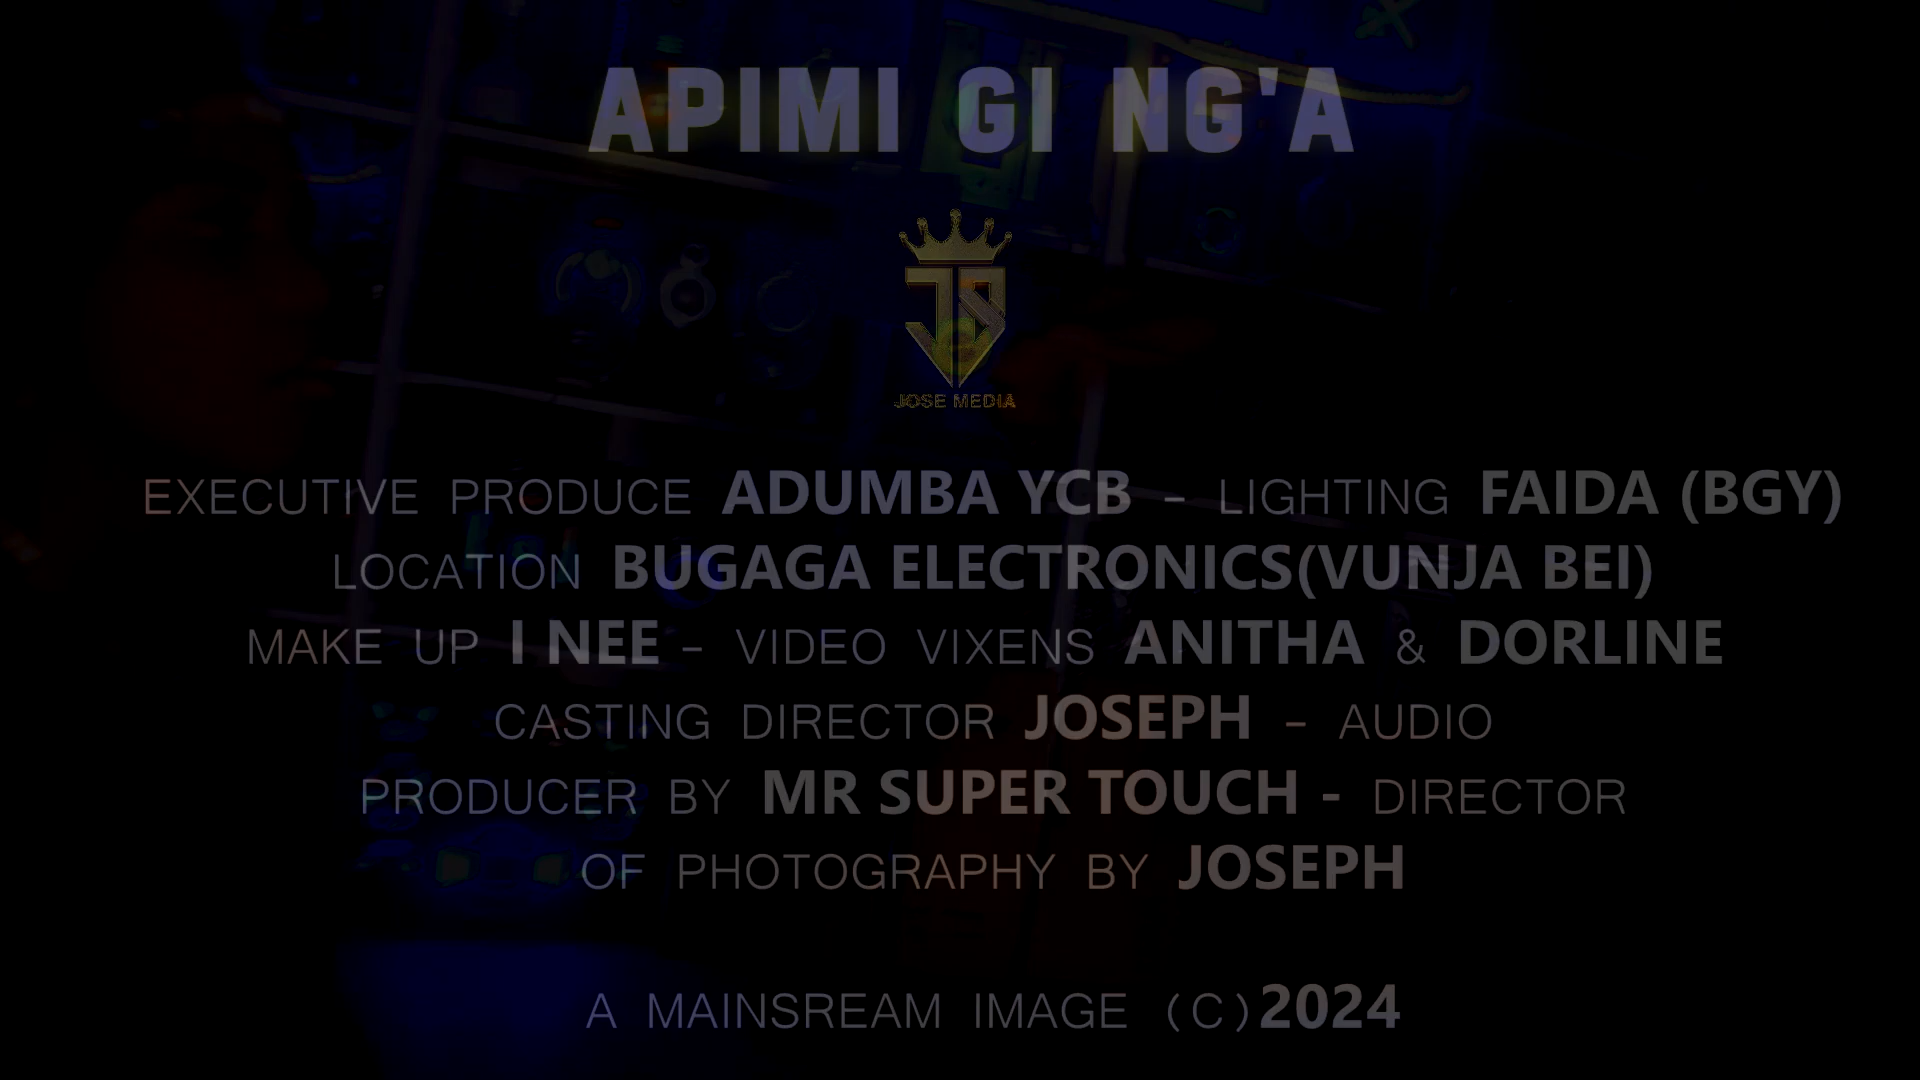 APIMI GI NG'A
JOSE MEDIA
EXECUTIVE PRODUCE ADUMBA YCB - LIGHTING FAIDA (BGY)
LOCATION BUGAGA ELECTRONICS(VUNJA BEI)
MAKE UP I NEE - VIDEO VIXENS ANITHA & DORLINE
CASTING DIRECTOR JOSEPH - AUDIO
PRODUCER BY MR SUPER TOUCH - DIRECTOR
OF PHOTOGRAPHY BY JOSEPH
A MAINSREAM IMAGE (C)2024